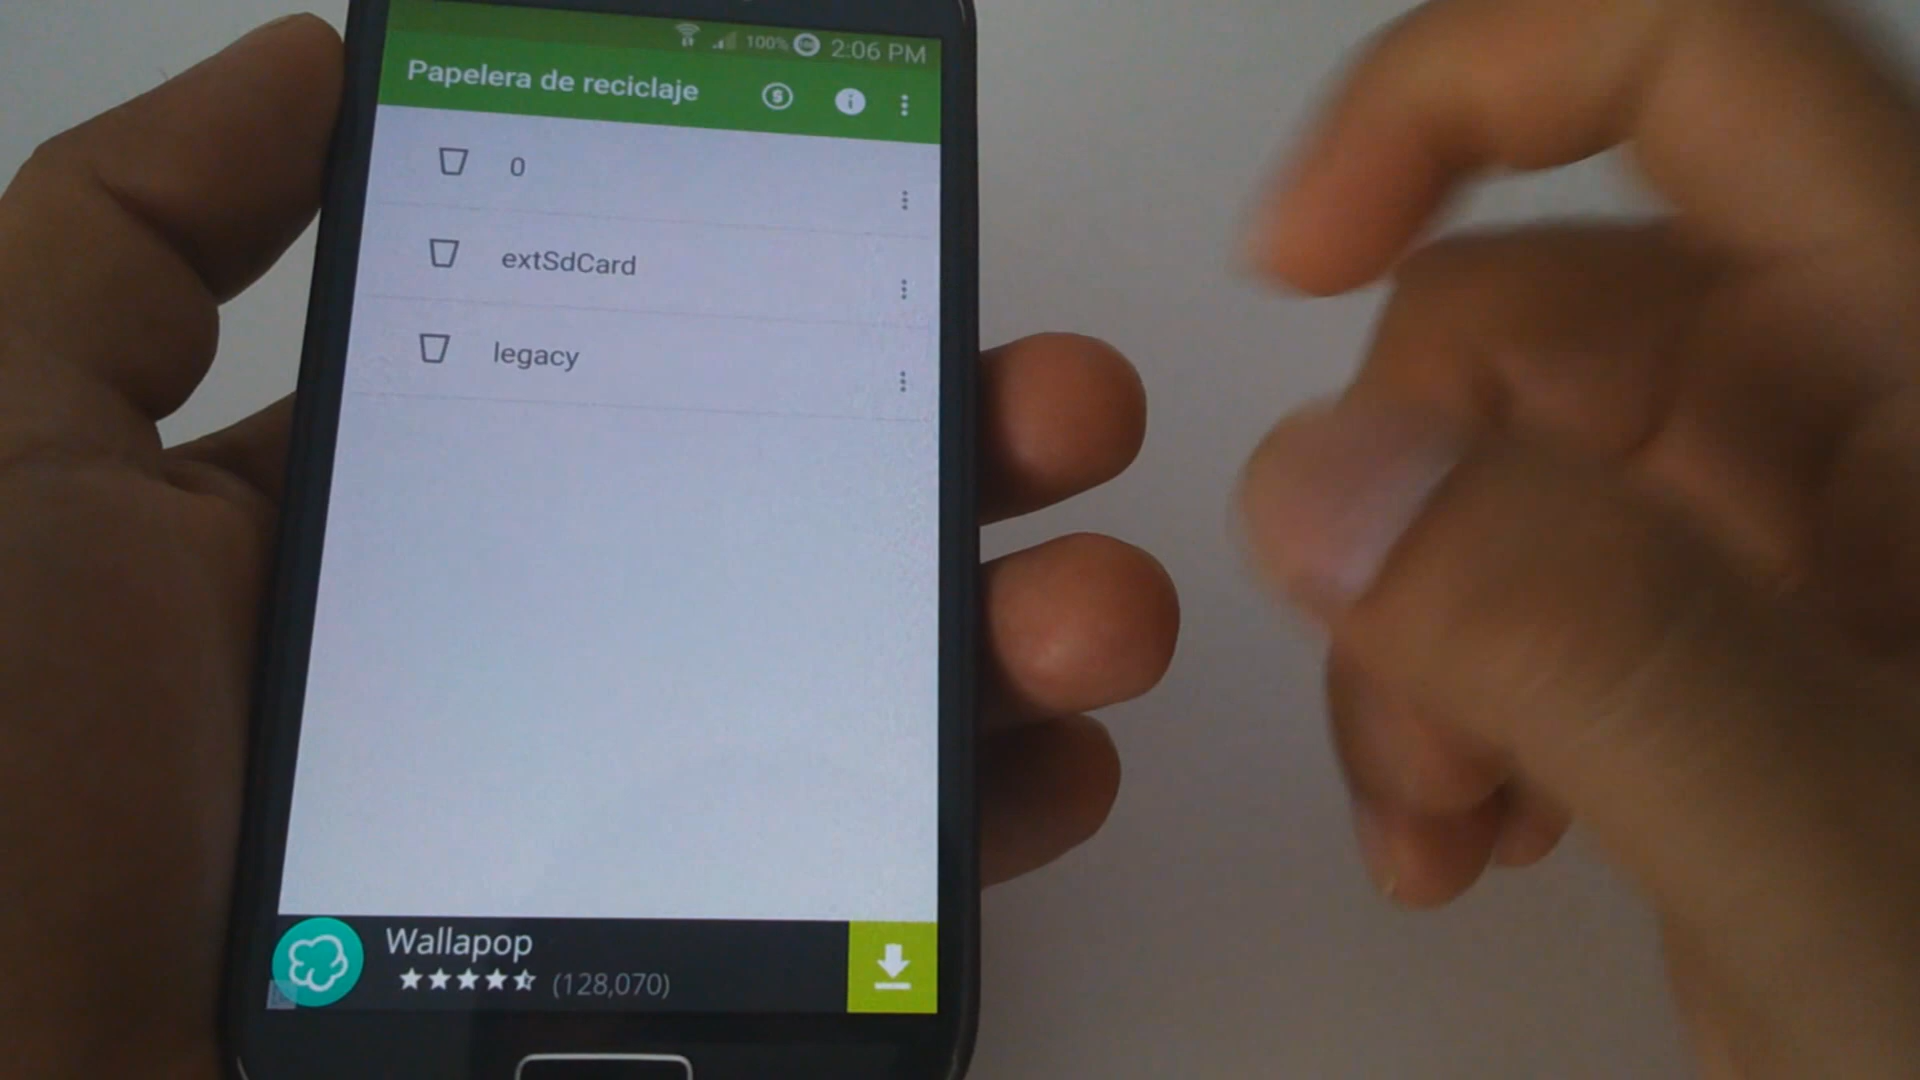 100% 2:06 PM
Papelera de reciclaje
0
extSdCard
legacy
Wallapop
(128,070)